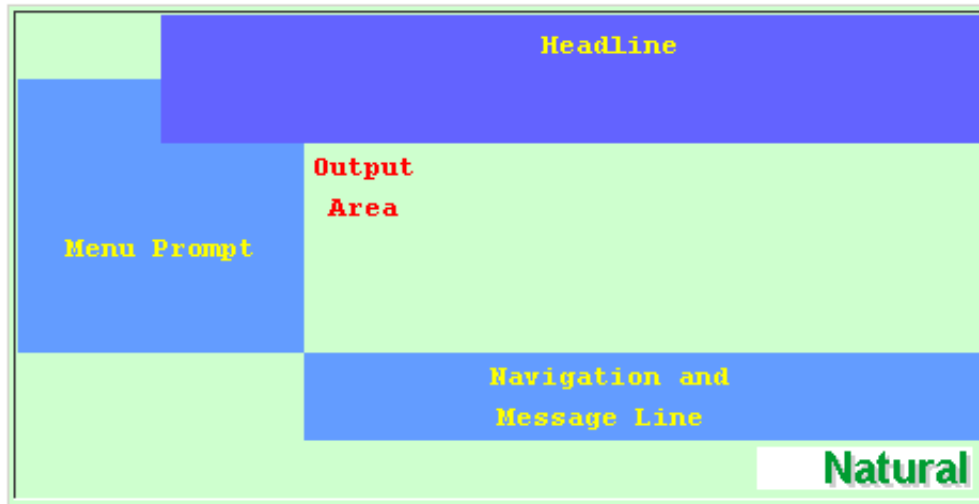 Headline
Output
Area
Menu Prompt
Navigation and
Message Line
Natural